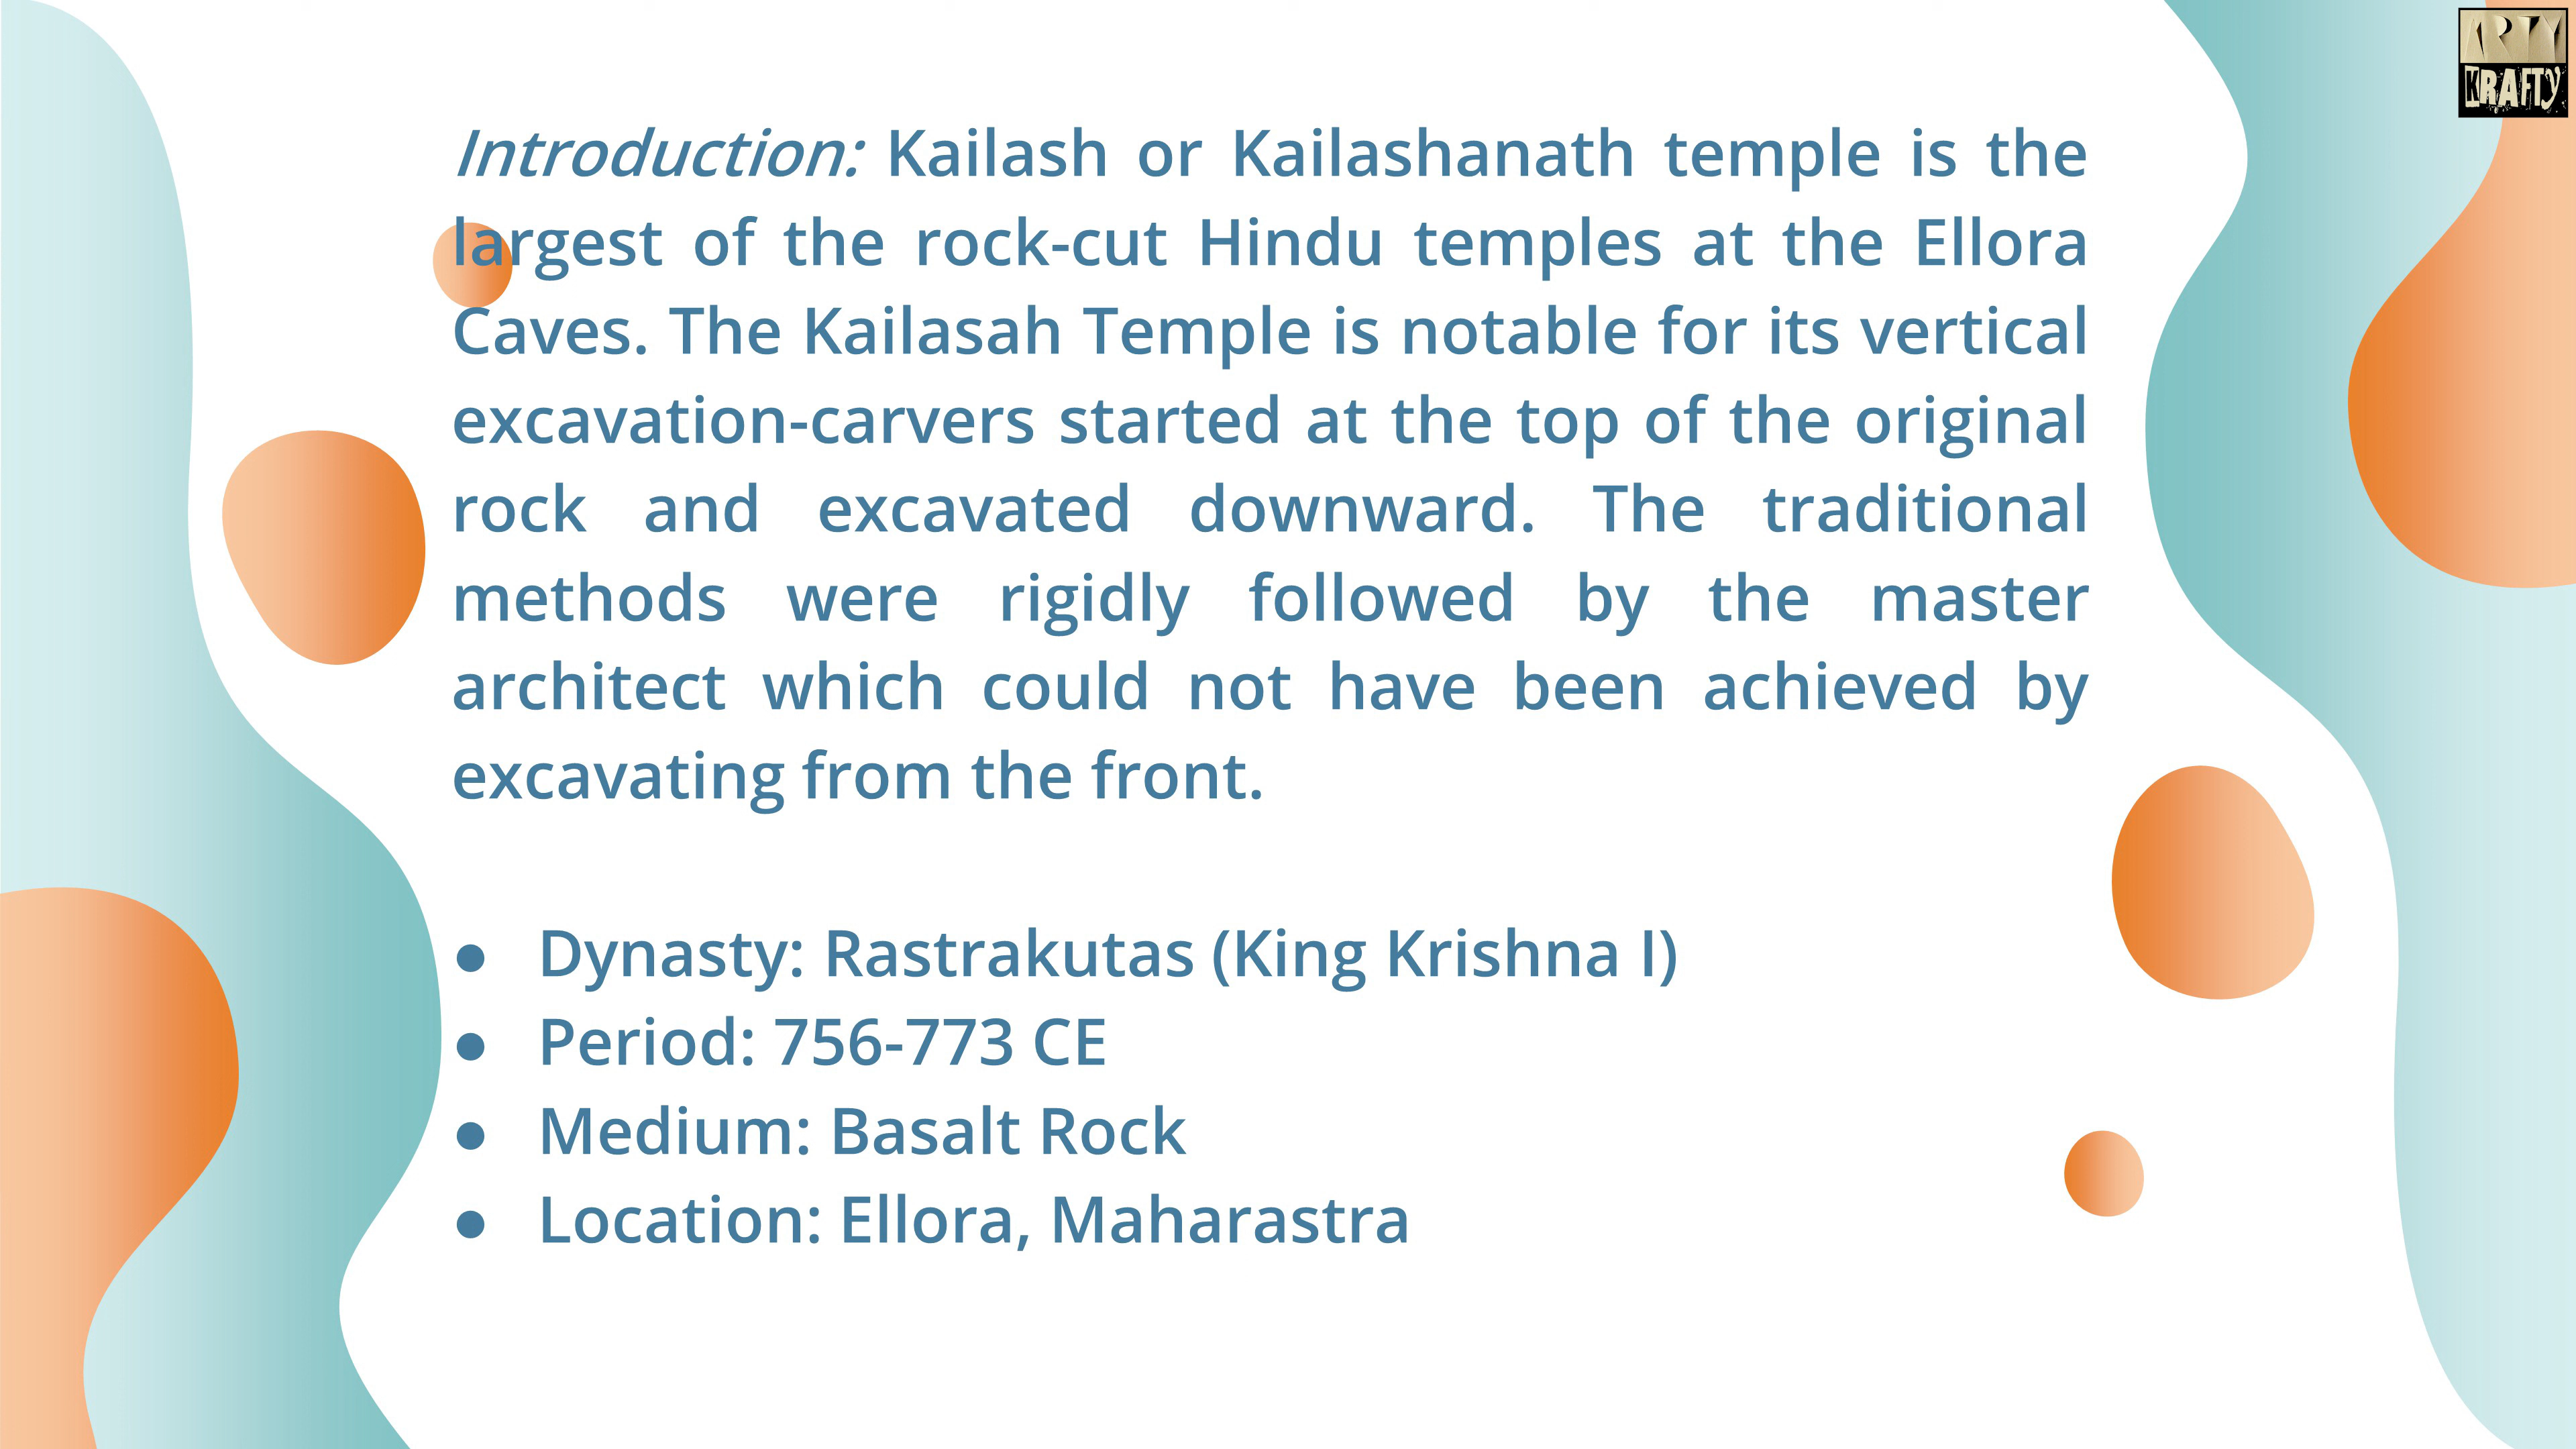 ARTY
KRAFTY
Introduction: Kailash or Kailashanath temple is the
largest of the rock-cut Hindu temples at the Ellora
Caves. The Kailasah Temple is notable for its vertical
excavation-carvers started at the top of the original
rock and excavated downward. The traditional
methods were rigidly followed by the master
architect which could not have been achieved by
excavating from the front.
● Dynasty: Rastrakutas (King Krishna I)
● Period: 756-773 CE
● Medium: Basalt Rock
● Location: Ellora, Maharastra